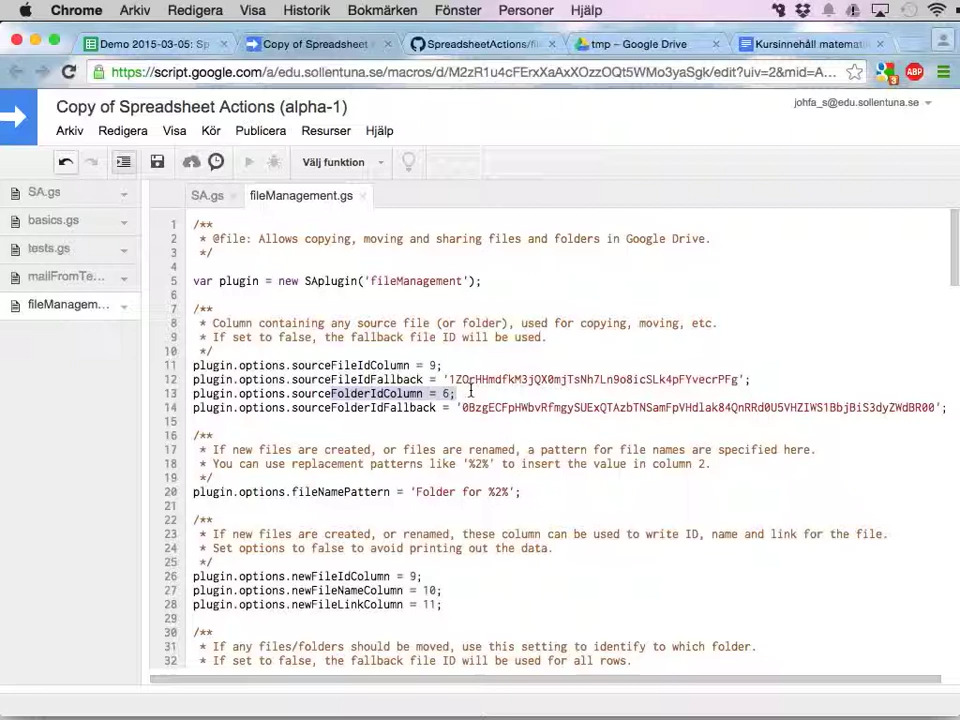 Chrome Arkiv Redigera Visa Historik Bokmärken Fönster Personer Hjälp
Demo 2015-03-05: Sp Copy of Spreadsheet SpreadsheetActions/file tmp – Google Drive Kursinnehåll matemat
https://script.google.com/a/edu.sollentuna.se/macros/d/M2zR1u4cFErxXaAxXOzzOQt5WMo3yaSgk/edit?uiv=2&mid=A... ABP
Copy of Spreadsheet Actions (alpha-1)
johfa_s@edu.sollentuna.se
Arkiv Redigera Visa Kör Publicera Resurser Hjälp
Välj funktion
SA.gs
basics.gs
tests.gs
mailFromTe...
fileManagem...
SA.gs fileManagement.gs
1 /**
2 * @file: Allows copying, moving and sharing files and folders in Google Drive.
3 */
4
5 var plugin = new SAplugin('fileManagement');
6
7 /**
8 * Column containing any source file (or folder), used for copying, moving, etc.
9 * If set to false, the fallback file ID will be used.
10 */
11 plugin.options.sourceFileIdColumn = 9;
12 plugin.options.sourceFileIdFallback = '1ZOrHHmdfkM3jQX0mjTsNh7Ln9o8icSLk4pFYvecrPFg';
13 plugin.options.sourceFolderIdColumn = 6;
14 plugin.options.sourceFolderIdFallback = '0BzgECFpHWbvRfmgySUExQTAzbTNSamFpVHdlak84QnRRd0U5VHZIWS1BbjBiS3dyZWdBR00';
15
16 /**
17 * If new files are created, or files are renamed, a pattern for file names are specified here.
18 * You can use replacement patterns like '%2%' to insert the value in column 2.
19 */
20 plugin.options.fileNamePattern = 'Folder for %2%';
21
22 /**
23 * If new files are created, or renamed, these column can be used to write ID, name and link for the file.
24 * Set options to false to avoid printing out the data.
25 */
26 plugin.options.newFileIdColumn = 9;
27 plugin.options.newFileNameColumn = 10;
28 plugin.options.newFileLinkColumn = 11;
29
30 /**
31 * If any files/folders should be moved, use this setting to identify to which folder.
32 * If set to false, the fallback file ID will be used for all rows.